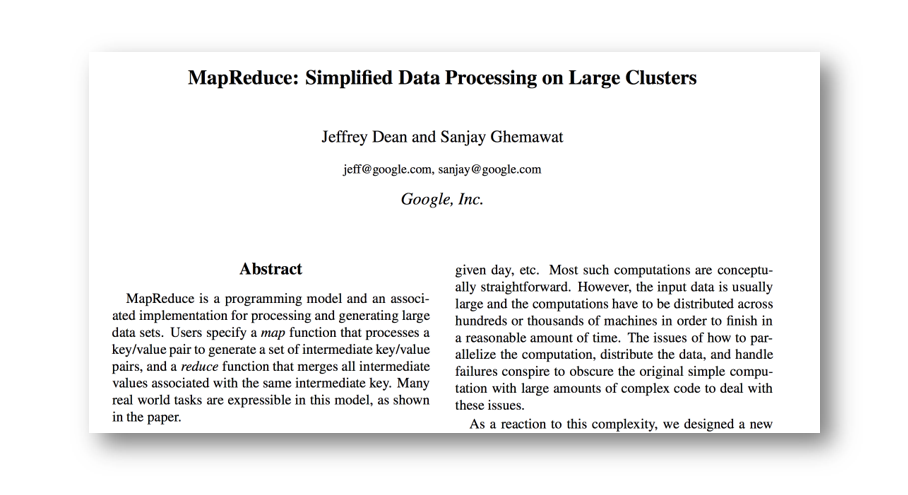 MapReduce: Simplified Data Processing on Large Clusters
Jeffrey Dean and Sanjay Ghemawat
jeff@google.com, sanjay@google.com
Google, Inc.
Abstract
MapReduce is a programming model and an associ-
ated implementation for processing and generating large
data sets. Users specify a map function that processes a
key/value pair to generate a set of intermediate key/value
pairs, and a reduce function that merges all intermediate
values associated with the same intermediate key. Many
real world tasks are expressible in this model, as shown
in the paper.
given day, etc. Most such computations are conceptu-
ally straightforward. However, the input data is usually
large and the computations have to be distributed across
hundreds or thousands of machines in order to finish in
a reasonable amount of time. The issues of how to par-
allelize the computation, distribute the data, and handle
failures conspire to obscure the original simple compu-
tation with large amounts of complex code to deal with
these issues.
As a reaction to this complexity, we designed a new